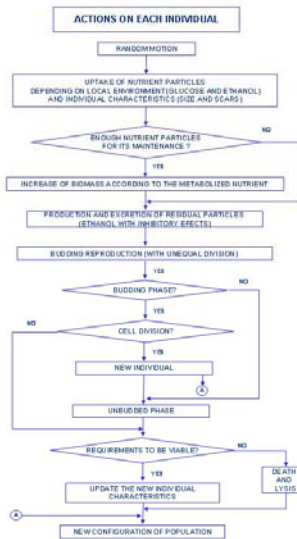 ACTIONS ON EACH INDIVIDUAL
RANDOM MOTION
UPTAKE OF NUTRIENT PARTICLES
DEPENDING ON LOCAL ENVIRONMENT (GLUCOSE AND ETHANOL)
AND INDIVIDUAL CHARACTERISTICS (SIZE AND SCARS)
ENOUGH NUTRIENT PARTICLES
FOR ITS MAINTENANCE ?
NO
YES
INCREASE OF BIOMASS ACCORDING TO THE METABOLIZED NUTRIENT
PRODUCTION AND EXCRETION OF RESIDUAL PARTICLES
(ETHANOL WITH INHIBITORY EFFECTS)
BUDDING REPRODUCTION (WITH UNEQUAL DIVISION)
YES
BUDDING PHASE?
NO
YES
NO
CELL DIVISION?
YES
NEW INDIVIDUAL
A
UNBUDDED PHASE
REQUIREMENTS TO BE VIABLE?
NO
YES
DEATH
AND
LYSIS
UPDATE THE NEW INDIVIDUAL
CHARACTERISTICS
A
NEW CONFIGURATION OF POPULATION